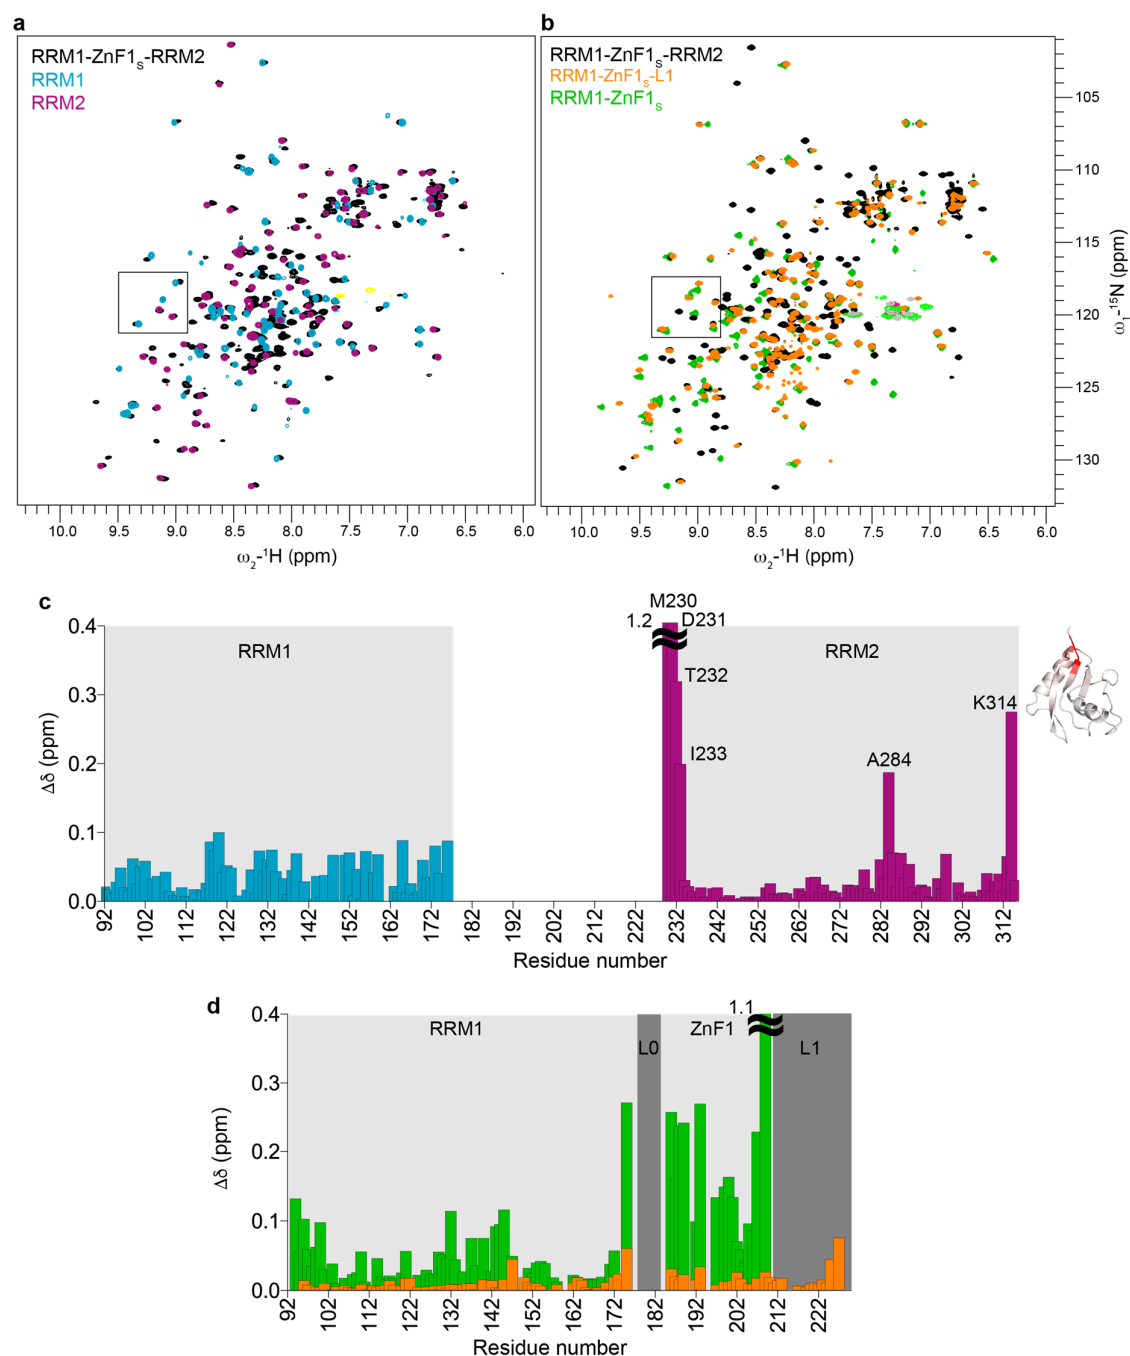 a
RRM1-ZnF1S-RRM2
RRM1
RRM2
10.0 9.5 9.0 8.5 8.0 7.5 7.0 6.5 6.0
ω2-1H (ppm)
b
RRM1-ZnF1S-RRM2
RRM1-ZnF1S-L1
RRM1-ZnF1S
105
110
115
120
125
130
ω1-15N (ppm)
10.0 9.5 9.0 8.5 8.0 7.5 7.0 6.5 6.0
ω2-1H (ppm)
c
M230
1.2 D231
RRM1
RRM2
T232
K314
I233
A284
0.4
0.3
0.2
0.1
0.0
Δδ (ppm)
92 102 112 122 132 142 152 162 172 182 192 202 212 222 232 242 252 262 272 282 292 302 312
Residue number
d
1.1
RRM1
ZnF1
L0
L1
0.4
0.3
0.2
0.1
0.0
Δδ (ppm)
92 102 112 122 132 142 152 162 172 182 192 202 212 222
Residue number